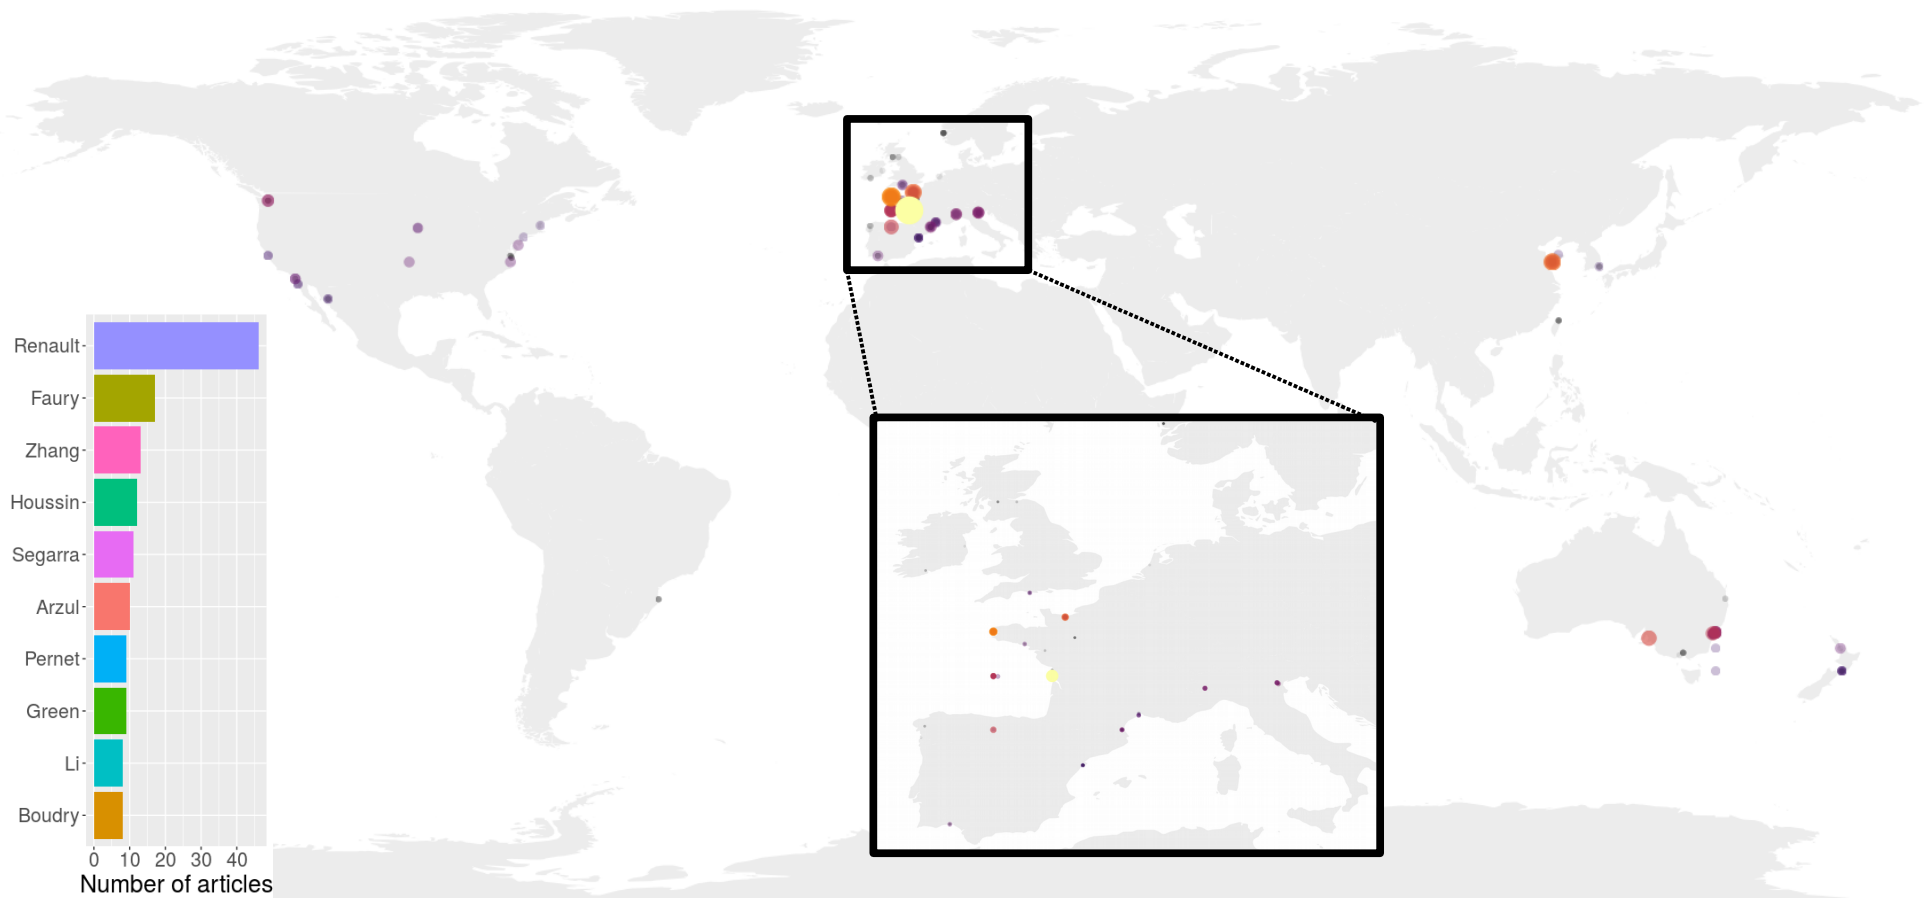 Renault
Faury
Zhang
Houssin
Segarra
Arzul
Pernet
Green
Li
Boudry
0 10 20 30 40
Number of articles